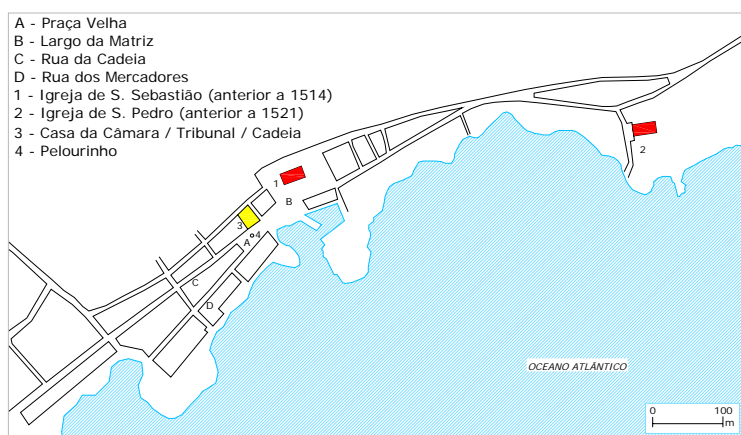 A - Praça Velha
B - Largo da Matriz
C - Rua da Cadeia
D - Rua dos Mercadores
1 - Igreja de S. Sebastião (anterior a 1514)
2 - Igreja de S. Pedro (anterior a 1521)
3 - Casa da Câmara / Tribunal / Cadeia
4 - Pelourinho
2
1
B
3
4
A
C
D
OCEANO ATLÂNTICO
0 100
m